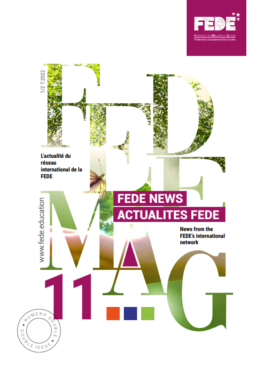 FEDE
1/2 T.2022
FEDE
MAG
L'actualité du
réseau
international de la
FEDE
FEDE NEWS
ACTUALITES FEDE
News from the
FEDE's international
network
www.fede.education
11